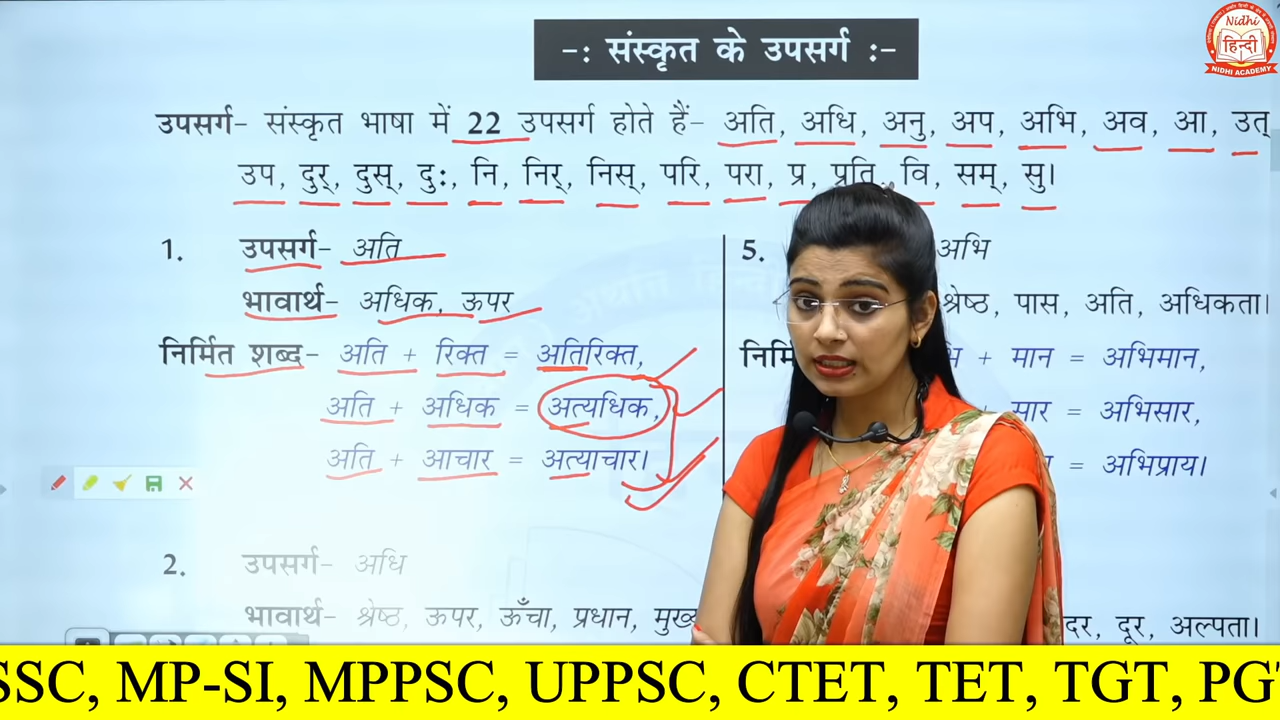 -: संस्कृत के उपसर्ग :-
Nidhi
हिन्दी
NIDHI ACADEMY
उपसर्ग- संस्कृत भाषा में 22 उपसर्ग होते हैं- अति, अधि, अनु, अप, अभि, अव, आ, उत्
उप, दुर्, दुस्, दुः, नि, निर्, निस्, परि, परा, प्र, प्रति, वि, सम्, सु।
1. उपसर्ग- अति
भावार्थ- अधिक, ऊपर
निर्मित शब्द- अति + रिक्त = अतिरिक्त,
अति + अधिक = अत्यधिक,
अति + आचार = अत्याचार।
2. उपसर्ग- अधि
भावार्थ- श्रेष्ठ, ऊपर, ऊँचा, प्रधान, मुख्य
5. अभि
श्रेष्ठ, पास, अति, अधिकता।
+ मान = अभिमान,
+ सार = अभिसार,
= अभिप्राय।
दूर, अल्पता।
SSC, MP-SI, MPPSC, UPPSC, CTET, TET, TGT, PG